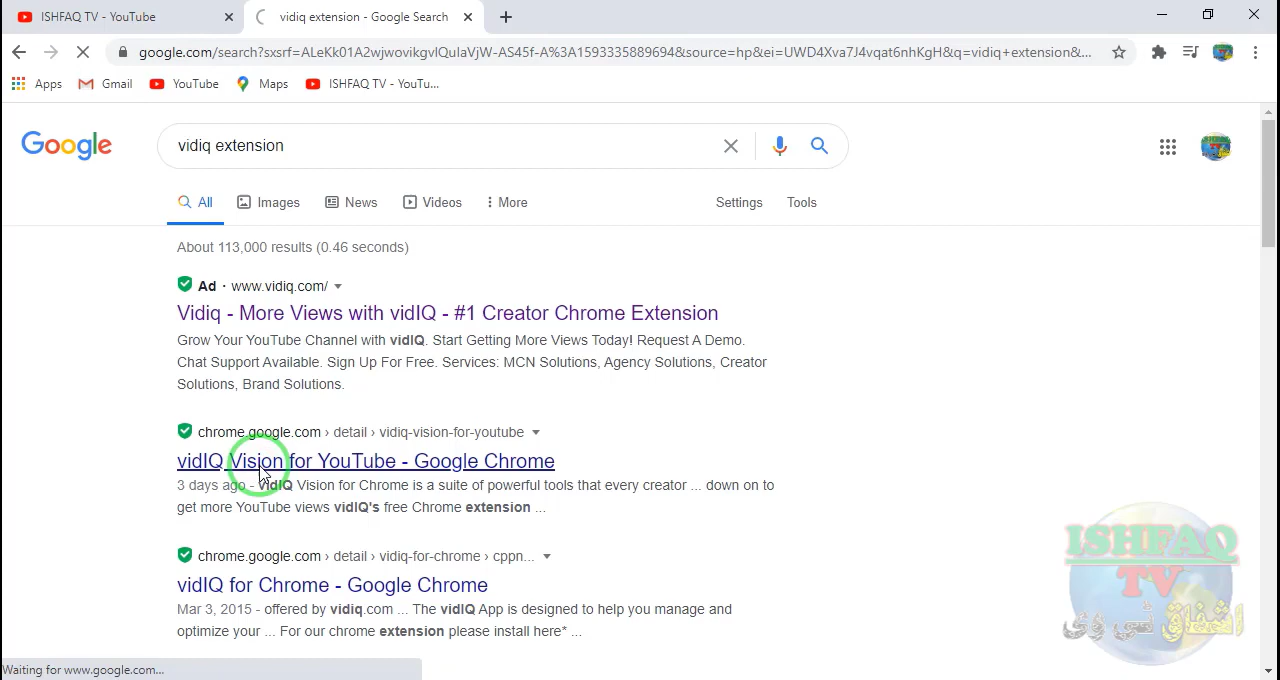 ISHFAQ TV - YouTube
vidiq extension - Google Search
google.com/search?sxsrf=ALeKk01A2wjwovikgvlQulaVjW-AS45f-A%3A1593335889694&source=hp&ei=UWD4Xva7J4vqat6nhKgH&q=vidiq+extension&...
Apps
Gmail
YouTube
Maps
ISHFAQ TV - YouTu...
Google
vidiq extension
All
Images
News
Videos
More
Settings
Tools
About 113,000 results (0.46 seconds)
Ad · www.vidiq.com/
Vidiq - More Views with vidIQ - #1 Creator Chrome Extension
Grow Your YouTube Channel with vidIQ. Start Getting More Views Today! Request A Demo.
Chat Support Available. Sign Up For Free. Services: MCN Solutions, Agency Solutions, Creator
Solutions, Brand Solutions.
chrome.google.com › detail › vidiq-vision-for-youtube
vidIQ Vision for YouTube - Google Chrome
3 days ago - vidIQ Vision for Chrome is a suite of powerful tools that every creator ... down on to
get more YouTube views vidIQ's free Chrome extension ...
chrome.google.com › detail › vidiq-for-chrome › cppn...
vidIQ for Chrome - Google Chrome
Mar 3, 2015 - offered by vidiq.com ... The vidIQ App is designed to help you manage and
optimize your ... For our chrome extension please install here* ...
Waiting for www.google.com...
ISHFAQ
TV
اشفاق ٹی وی